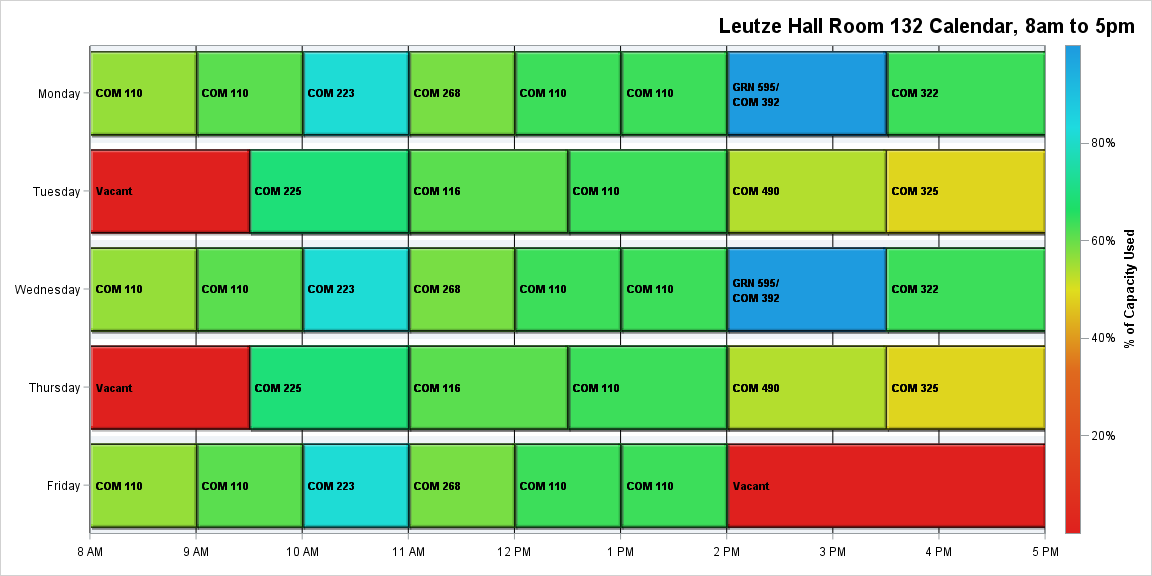 Leutze Hall Room 132 Calendar, 8am to 5pm
Monday
COM 110
COM 110
COM 223
COM 268
COM 110
COM 110
GRN 595/
COM 392
COM 322
Tuesday
Vacant
COM 225
COM 116
COM 110
COM 490
COM 325
Wednesday
COM 110
COM 110
COM 223
COM 268
COM 110
COM 110
GRN 595/
COM 392
COM 322
Thursday
Vacant
COM 225
COM 116
COM 110
COM 490
COM 325
Friday
COM 110
COM 110
COM 223
COM 268
COM 110
COM 110
Vacant
8 AM
9 AM
10 AM
11 AM
12 PM
1 PM
2 PM
3 PM
4 PM
5 PM
80%
60%
40%
20%
% of Capacity Used